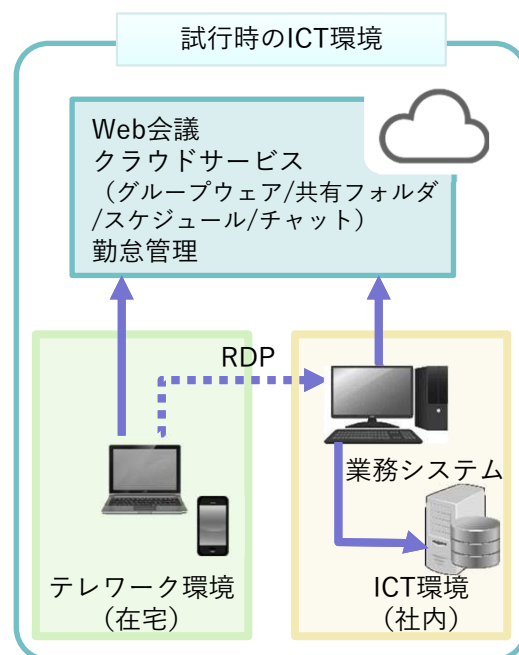 試行時のICT環境
Web会議
クラウドサービス
（グループウェア/共有フォルダ
/スケジュール/チャット）
勤怠管理
RDP
業務システム
テレワーク環境
（在宅）
ICT環境
（社内）